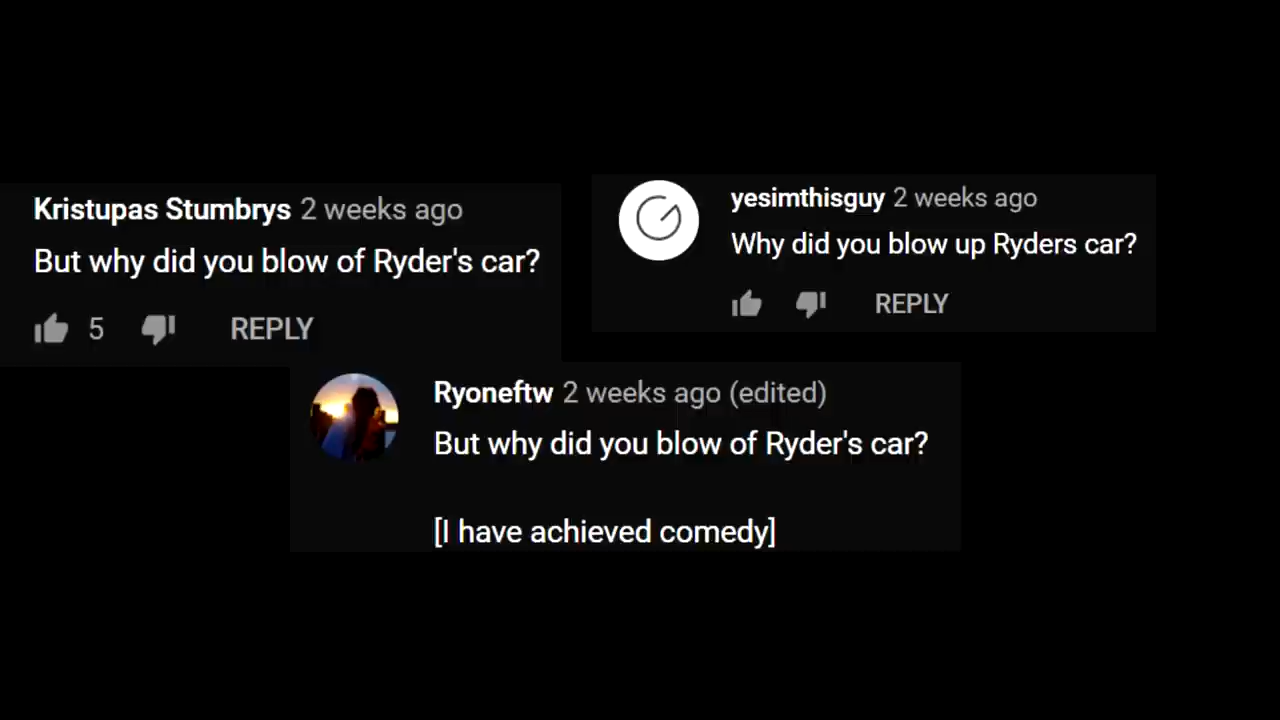 Kristupas Stumbrys 2 weeks ago
But why did you blow of Ryder's car?
5 REPLY
yesimthisguy 2 weeks ago
Why did you blow up Ryders car?
REPLY
Ryoneftw 2 weeks ago (edited)
But why did you blow of Ryder's car?
[I have achieved comedy]